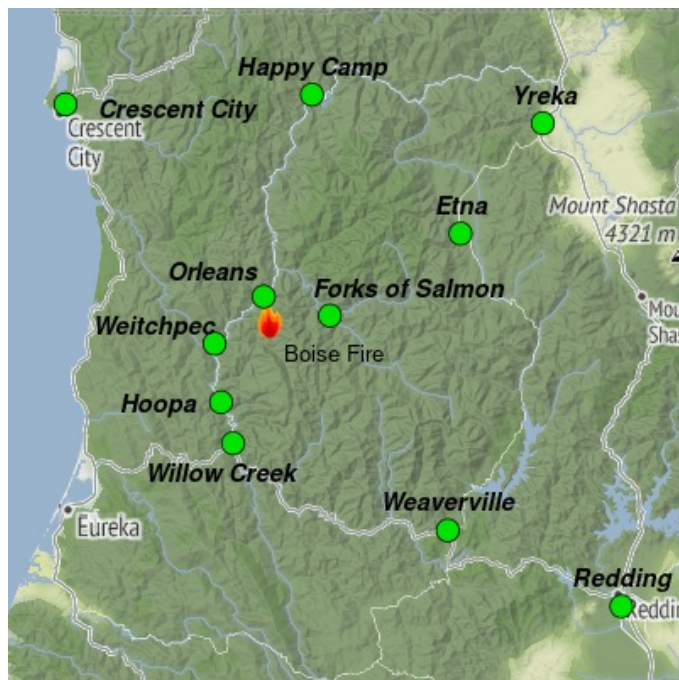 Happy Camp
Crescent City
Crescent
City
Yreka
Etna
Mount Shasta
4321 m
Orleans
Forks of Salmon
Weitchpec
Boise Fire
Hoopa
Willow Creek
Weaverville
Eureka
Redding